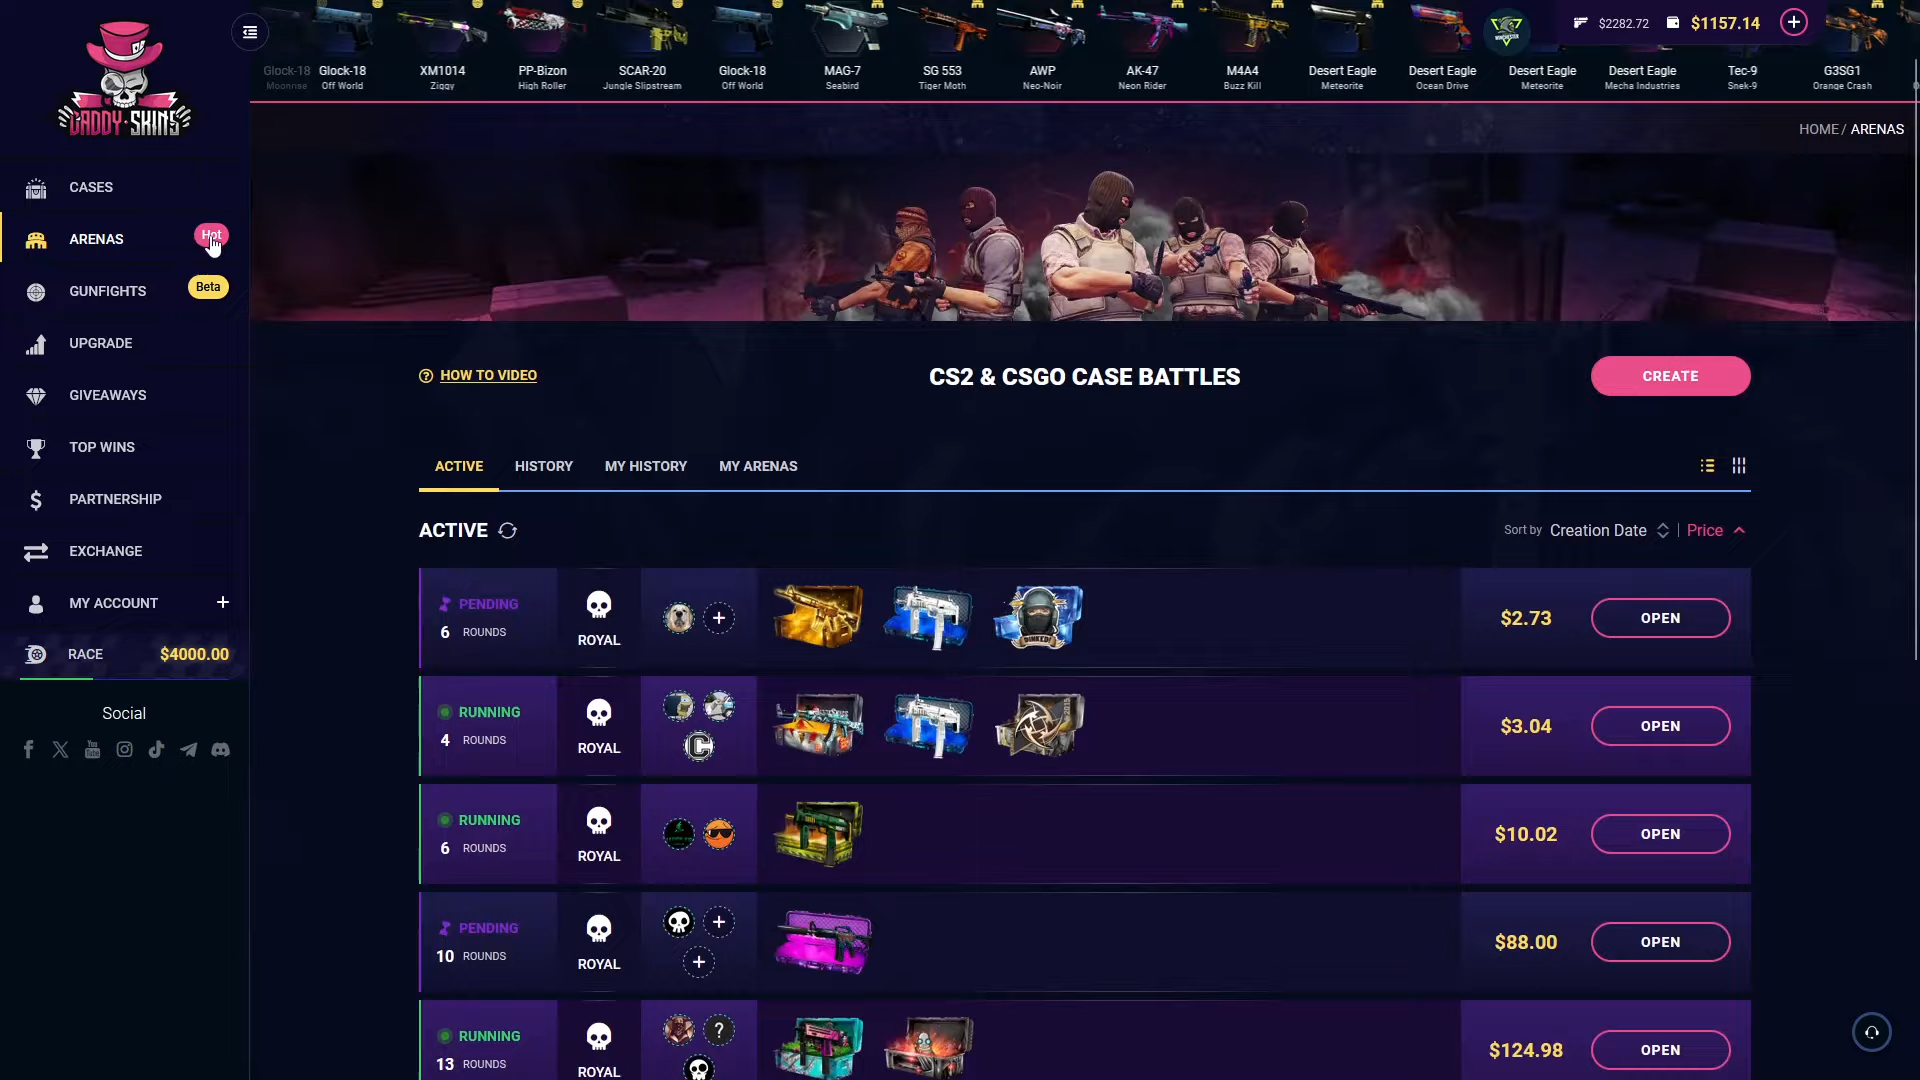 DADDY SKINS
Glock-18
Moonrise
Glock-18
Off World
XM1014
Ziggy
PP-Bizon
High Roller
SCAR-20
Jungle Slipstream
Glock-18
Off World
MAG-7
Seabird
SG 553
Tiger Moth
AWP
Neo-Noir
AK-47
Neon Rider
M4A4
Buzz Kill
Desert Eagle
Meteorite
Desert Eagle
Ocean Drive
Desert Eagle
Meteorite
Desert Eagle
Mecha Industries
Tec-9
Snek-9
G3SG1
Orange Crash
$2282.72
$1157.14
HOME / ARENAS
CASES
ARENAS
Hot
GUNFIGHTS
Beta
UPGRADE
GIVEAWAYS
TOP WINS
PARTNERSHIP
EXCHANGE
MY ACCOUNT
RACE $4000.00
Social
HOW TO VIDEO
CS2 & CSGO CASE BATTLES
CREATE
ACTIVE HISTORY MY HISTORY MY ARENAS
ACTIVE
Sort by Creation Date | Price
PENDING
6 ROUNDS
ROYAL
$2.73
OPEN
RUNNING
4 ROUNDS
ROYAL
$3.04
OPEN
RUNNING
6 ROUNDS
ROYAL
$10.02
OPEN
PENDING
10 ROUNDS
ROYAL
$88.00
OPEN
RUNNING
13 ROUNDS
ROYAL
$124.98
OPEN